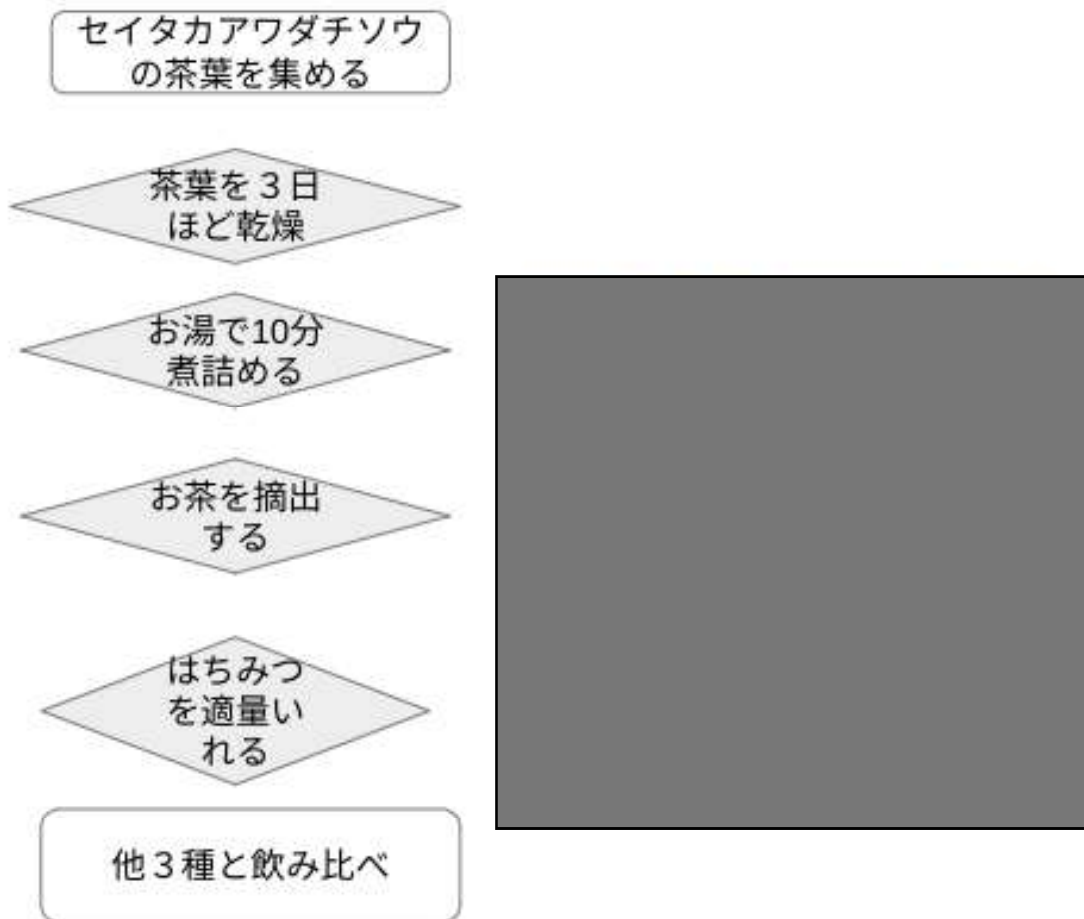 セイタカアワダチソウ
の茶葉を集める
茶葉を３日
ほど乾燥
お湯で10分
煮詰める
お茶を摘出
する
はちみつ
を適量い
れる
他３種と飲み比べ